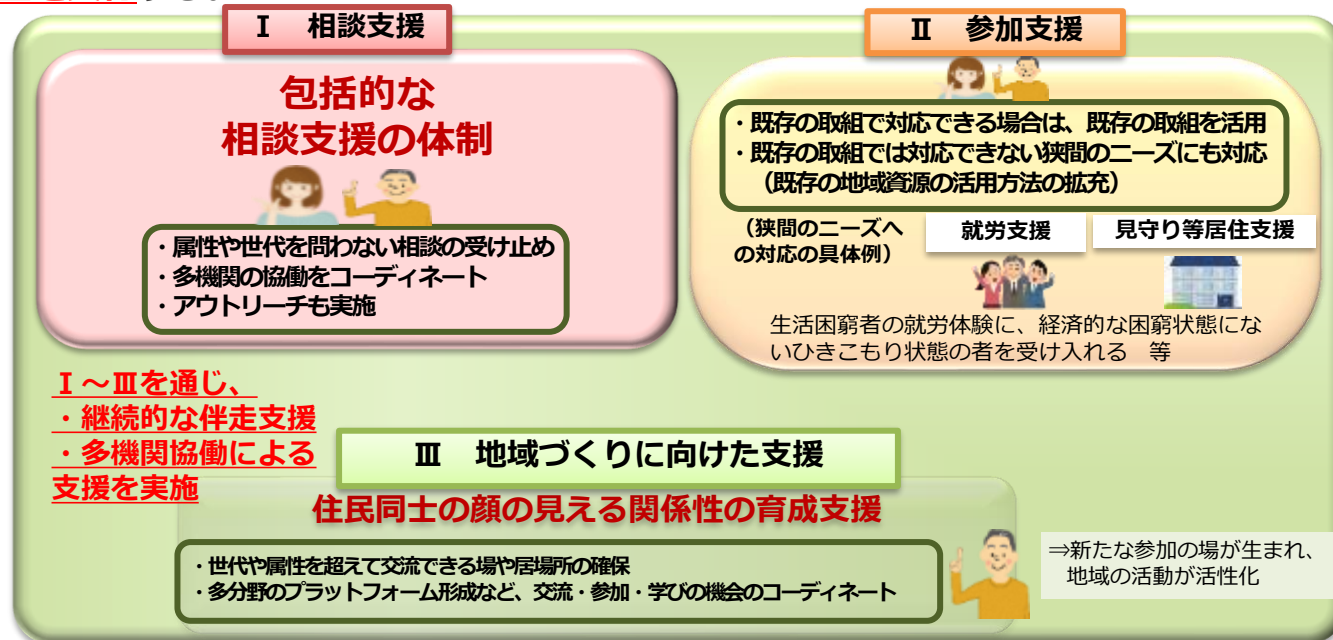 Ⅰ　相談支援
包括的な
相談支援の体制
・属性や世代を問わない相談の受け止め
・多機関の協働をコーディネート
・アウトリーチも実施
Ⅱ　参加支援
・既存の取組で対応できる場合は、既存の取組を活用
・既存の取組では対応できない狭間のニーズにも対応
（既存の地域資源の活用方法の拡充）
（狭間のニーズへ
の対応の具体例）
就労支援
見守り等居住支援
生活困窮者の就労体験に、経済的な困窮状態にな
いひきこもり状態の者を受け入れる　等
Ⅰ～Ⅲを通じ、
・継続的な伴走支援
・多機関協働による
支援を実施
Ⅲ　地域づくりに向けた支援
住民同士の顔の見える関係性の育成支援
・世代や属性を超えて交流できる場や居場所の確保
・多分野のプラットフォーム形成など、交流・参加・学びの機会のコーディネート
⇒新たな参加の場が生まれ、
地域の活動が活性化